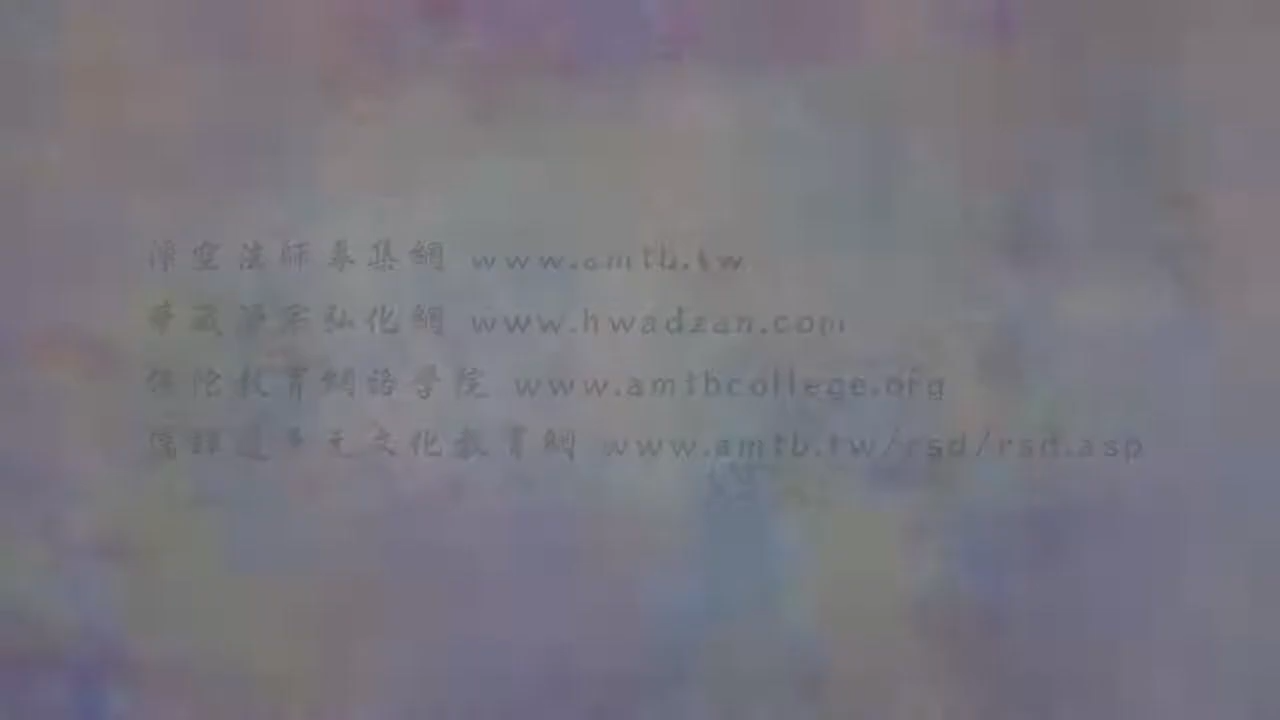 淨空法師專集網 www.amtb.tw
華藏淨宗弘化網 www.hwadzan.com
佛陀教育網路學院 www.amtbcollege.org
儒釋道多元文化教育網 www.amtb.tw/rsd/rsd.asp